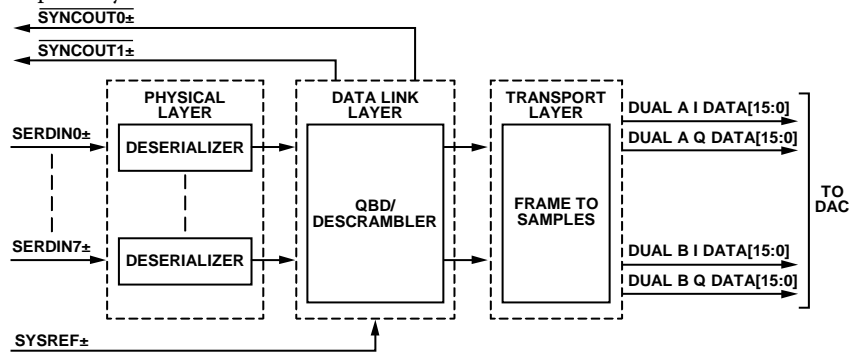 SYNCOUT0±
SYNCOUT1±
PHYSICAL
LAYER
DATA LINK
LAYER
TRANSPORT
LAYER
SERDIN0±
DESERIALIZER
DUAL A I DATA[15:0]
DUAL A Q DATA[15:0]
QBD/
DESCRAMBLER
FRAME TO
SAMPLES
TO
DAC
SERDIN7±
DESERIALIZER
DUAL B I DATA[15:0]
DUAL B Q DATA[15:0]
SYSREF±